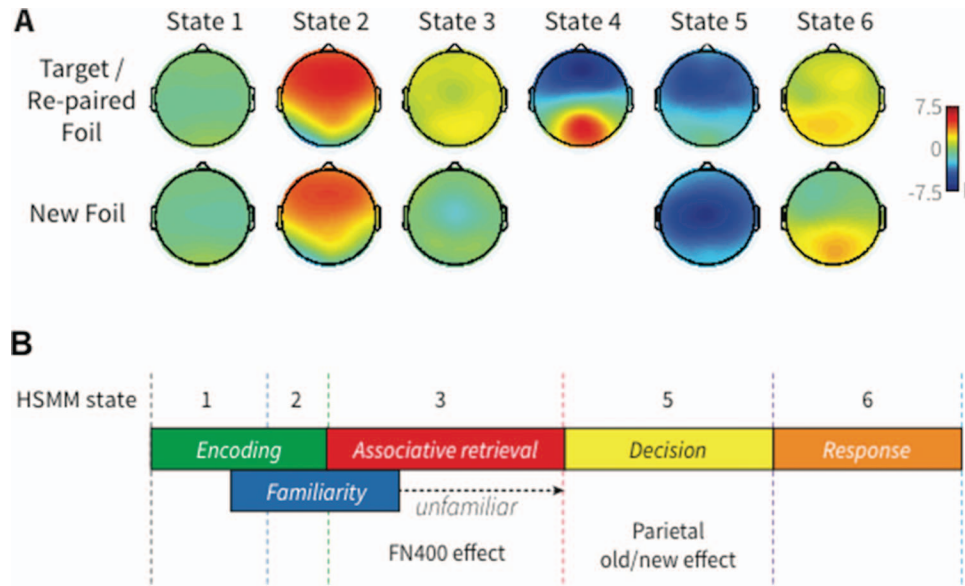 A
State 1 State 2 State 3 State 4 State 5 State 6
Target /
Re-paired
Foil
7.5
0
-7.5
New Foil
B
HSMM state 1 2 3 5 6
Encoding Associative retrieval Decision Response
Familiarity
unfamiliar
FN400 effect
Parietal
old/new effect